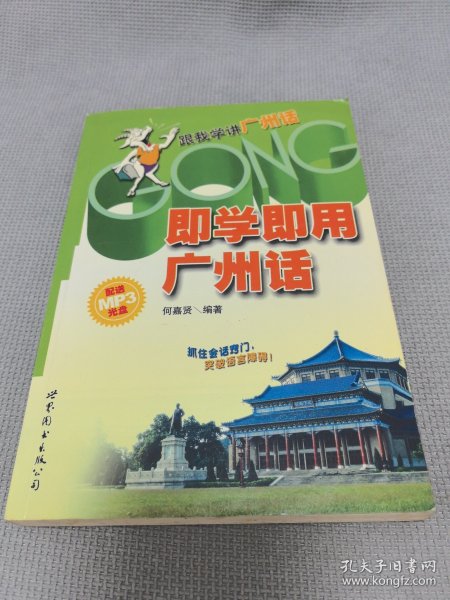 跟我学讲广州话
GONG
即学即用
广州话
配送
MP3
光盘
何嘉贤\编著
抓住会话窍门，
突破语言障碍！
世界图书出版公司
孔夫子旧书网
www.kongfz.com